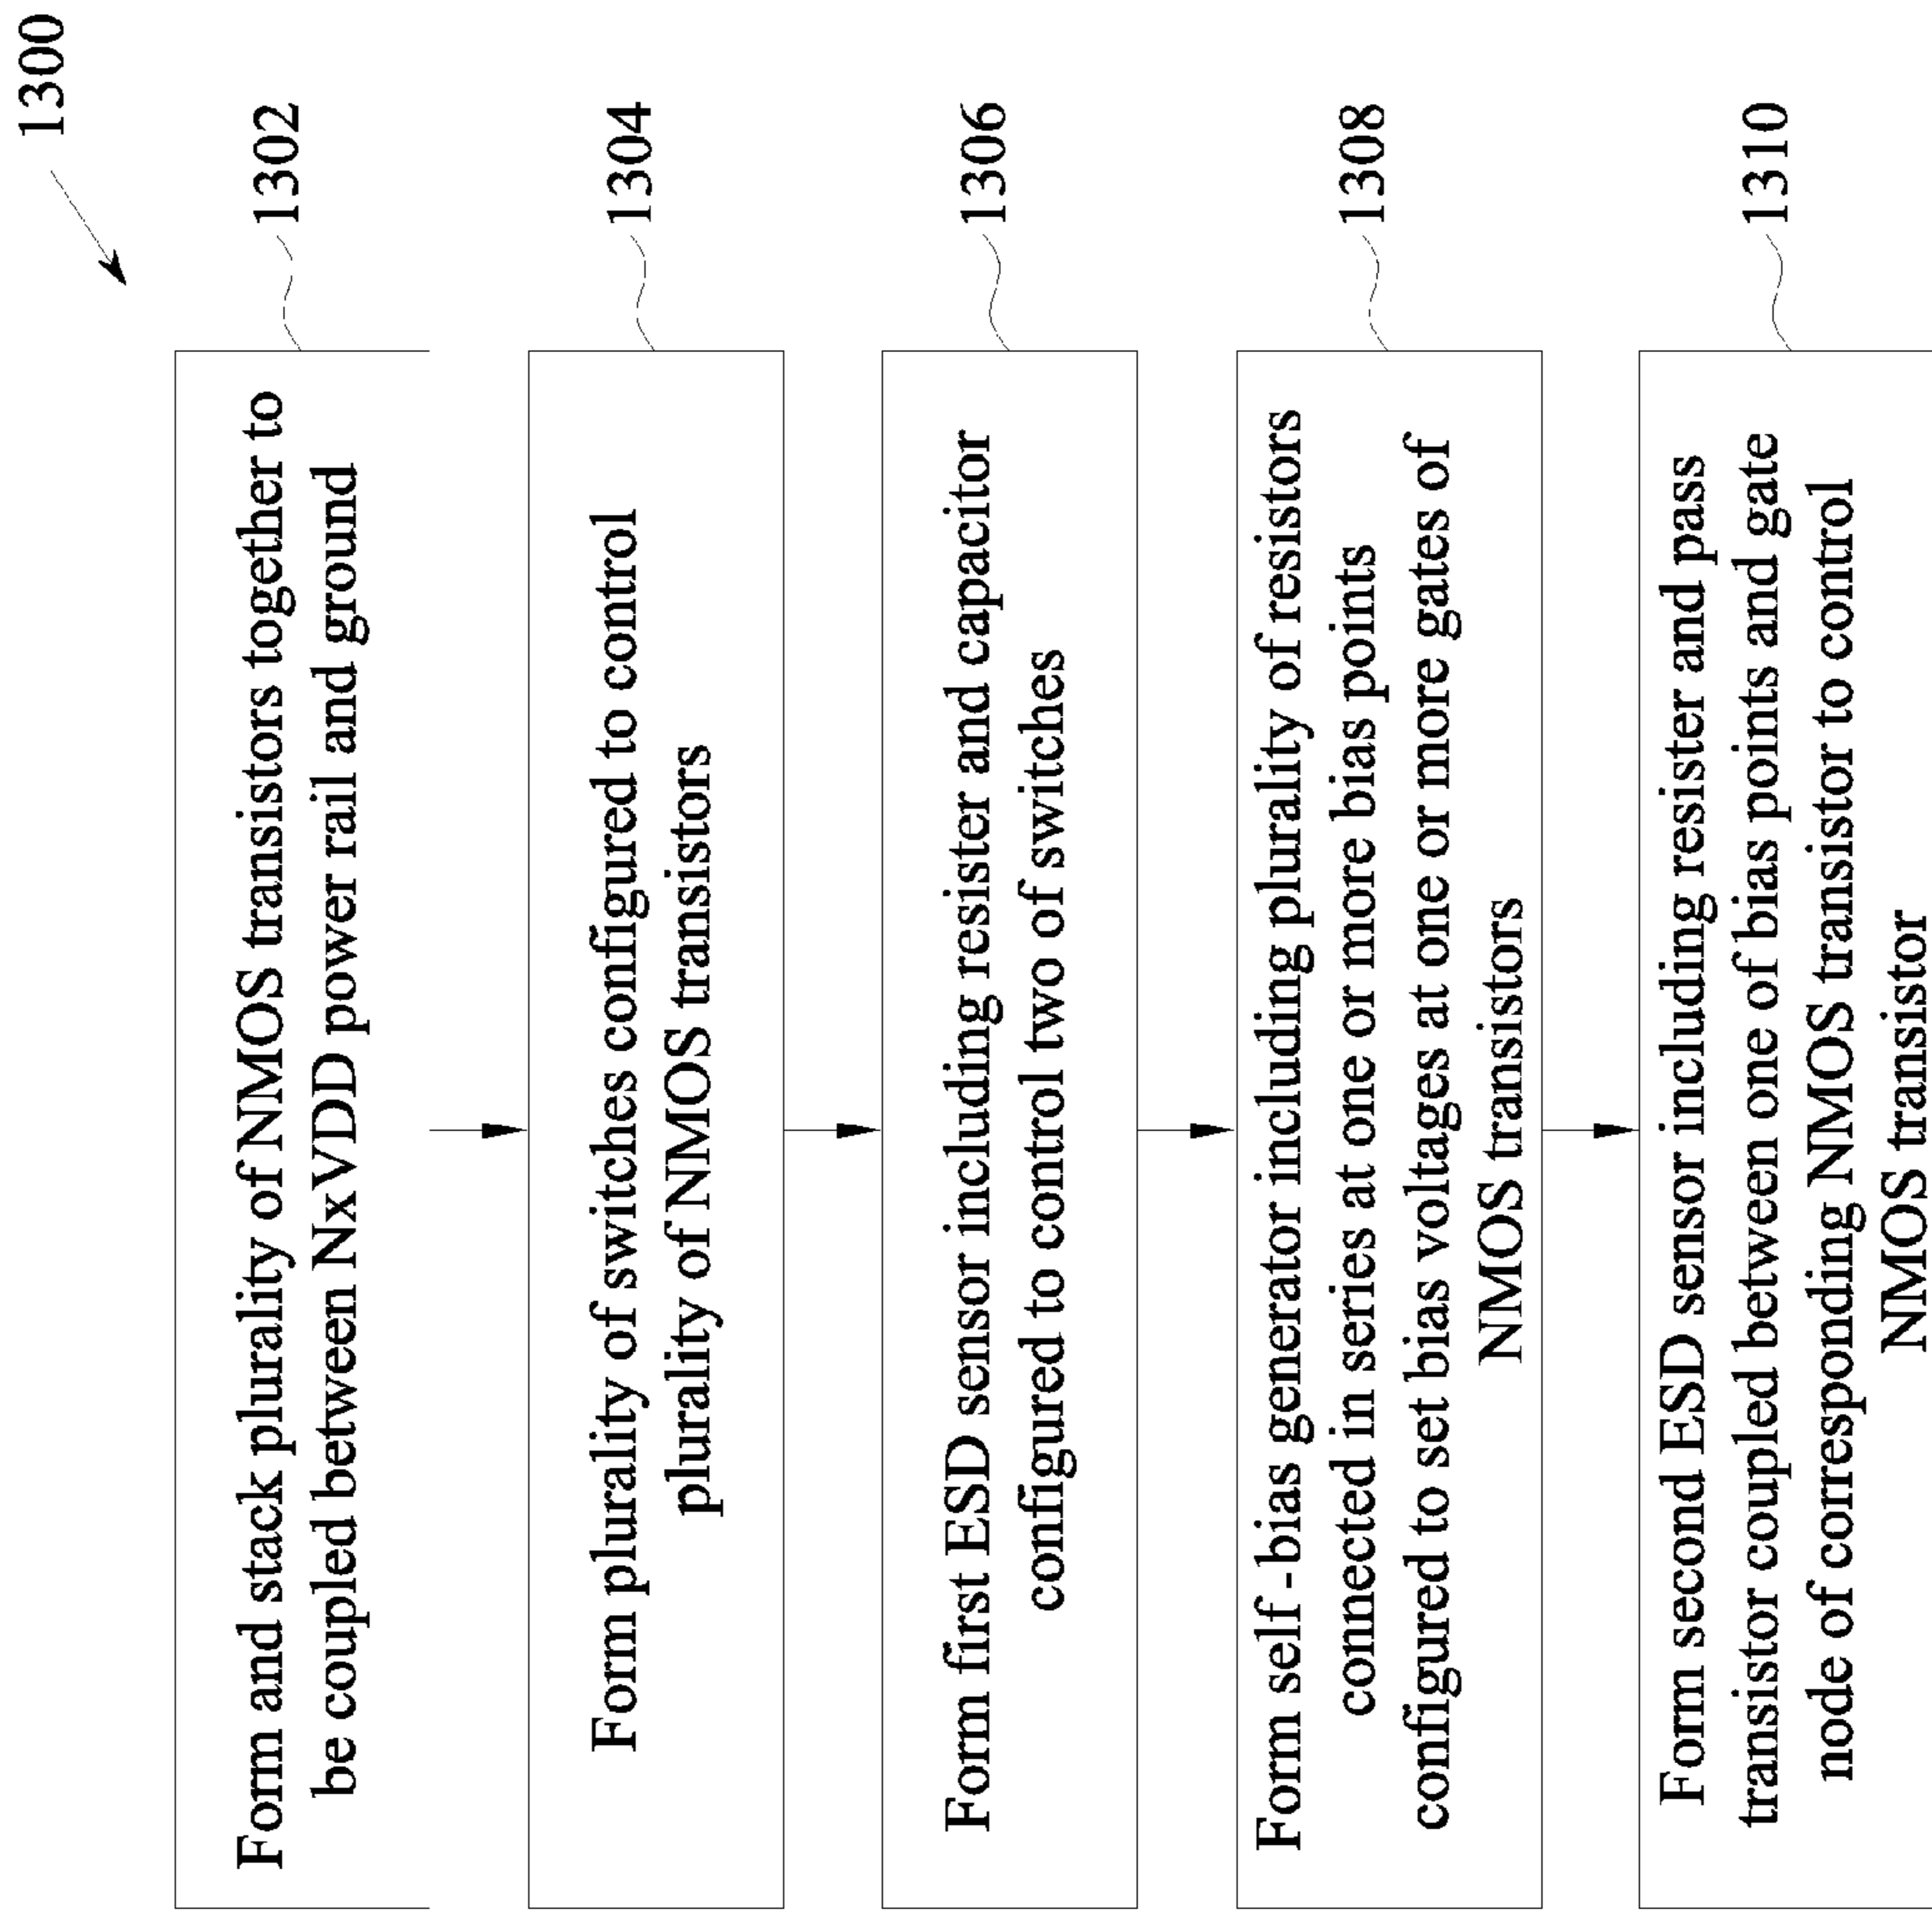 1300
Form and stack plurality of NMOS transistors together to
be coupled between NxVDD power rail and ground
1302
Form plurality of switches configured to control
plurality of NMOS transistors
1304
Form first ESD sensor including resister and capacitor
configured to control two of switches
1306
Form self-bias generator including plurality of resistors
connected in series at one or more bias points
configured to set bias voltages at one or more gates of
NMOS transistors
1308
Form second ESD sensor including resister and pass
transistor coupled between one of bias points and gate
node of corresponding NMOS transistor to control
NMOS transistor
1310